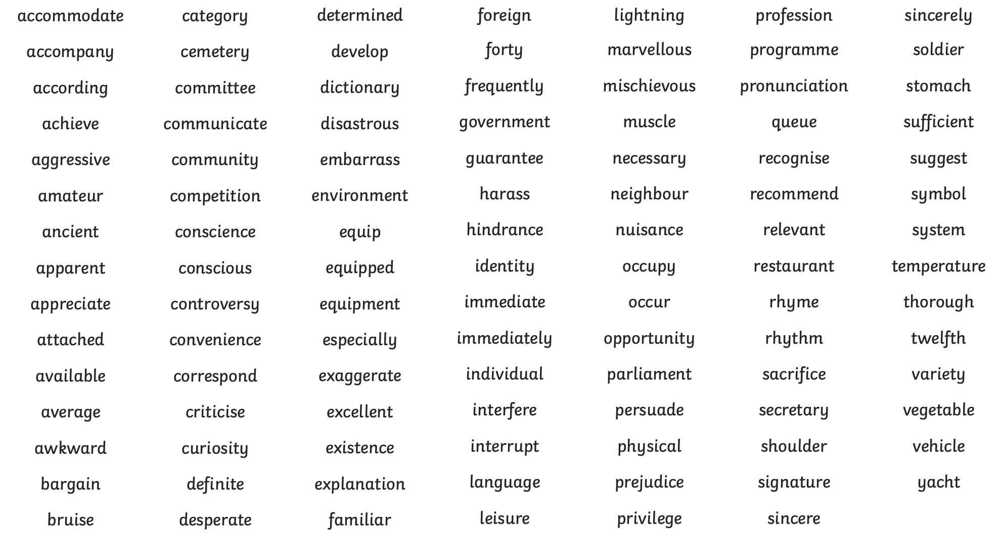 accommodate category determined foreign lightning profession sincerely
accompany cemetery develop forty marvellous programme soldier
according committee dictionary frequently mischievous pronunciation stomach
achieve communicate disastrous government muscle queue sufficient
aggressive community embarrass guarantee necessary recognise suggest
amateur competition environment harass neighbour recommend symbol
ancient conscience equip hindrance nuisance relevant system
apparent conscious equipped identity occupy restaurant temperature
appreciate controversy equipment immediate occur rhyme thorough
attached convenience especially immediately opportunity rhythm twelfth
available correspond exaggerate individual parliament sacrifice variety
average criticise excellent interfere persuade secretary vegetable
awkward curiosity existence interrupt physical shoulder vehicle
bargain definite explanation language prejudice signature yacht
bruise desperate familiar leisure privilege sincere